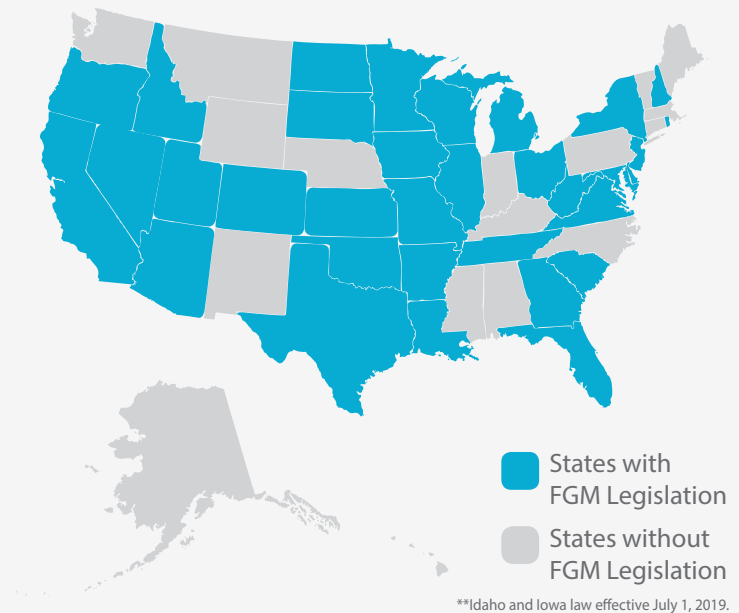 States with
FGM Legislation
States without
FGM Legislation
**Idaho and Iowa law effective July 1, 2019.